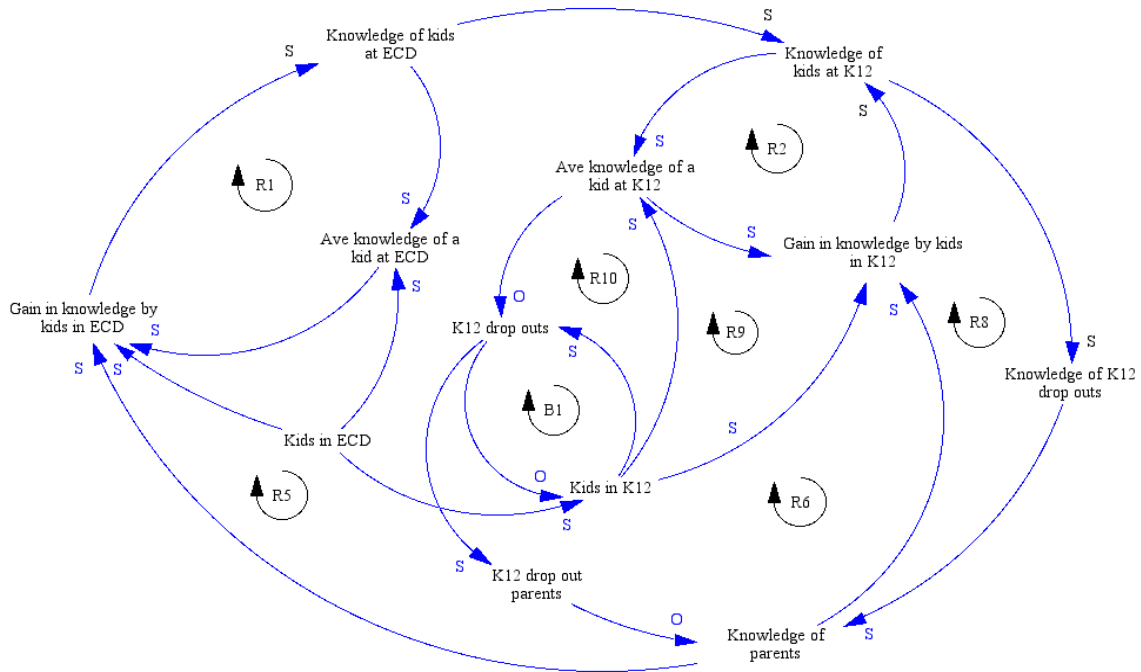 S
S
Knowledge of kids
at ECD
Knowledge of
kids at K12
S
S
R1
R2
S
S
Ave knowledge of a
kid at K12
S
S
Ave knowledge of a
kid at ECD
S
Gain in knowledge by kids
in K12
R10
S
Gain in knowledge by
kids in ECD
O
S
S
R8
K12 drop outs
R9
S
S
S
S
S
Knowledge of K12
drop outs
B1
Kids in ECD
S
O
Kids in K12
R5
R6
S
S
K12 drop out
parents
O
Knowledge of
parents
S